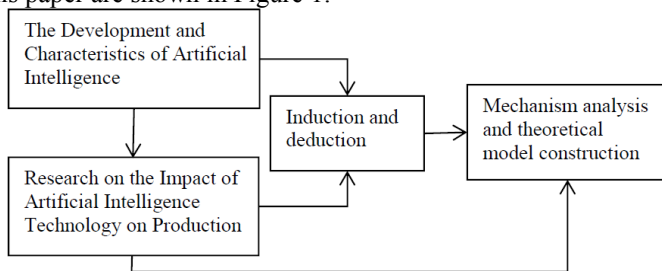 is paper are shown in Figure 1.
The Development and
Characteristics of Artificial
Intelligence
Induction and
deduction
Mechanism analysis
and theoretical
model construction
Research on the Impact of
Artificial Intelligence
Technology on Production